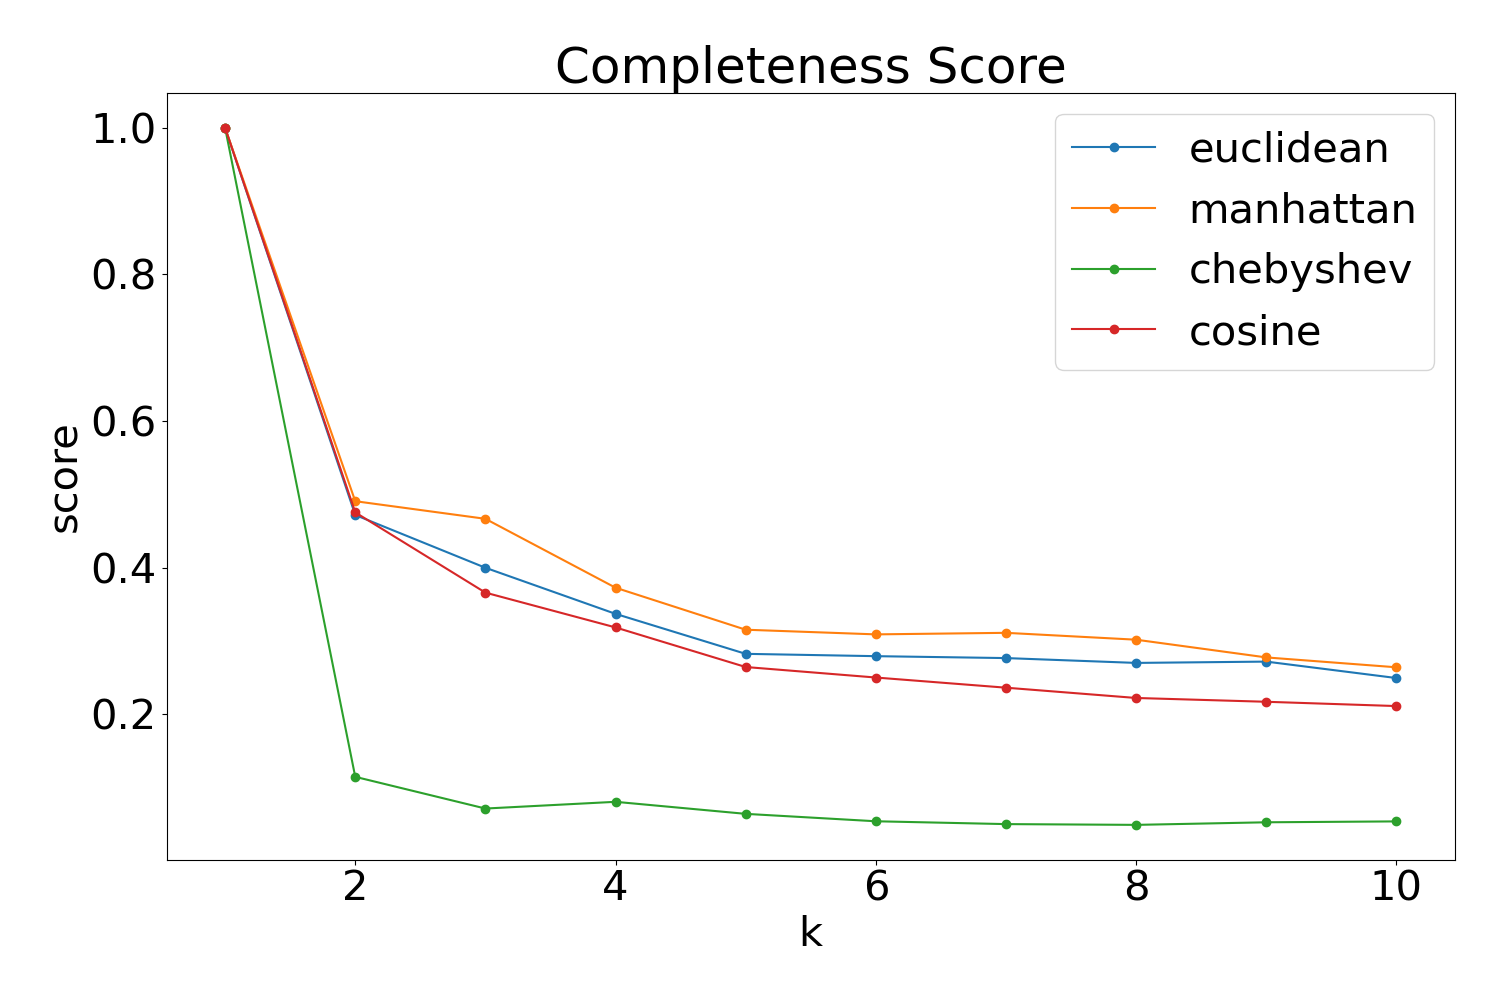 Completeness Score
1.0
0.8
0.6
0.4
0.2
score
2 4 6 8 10
k
euclidean
manhattan
chebyshev
cosine